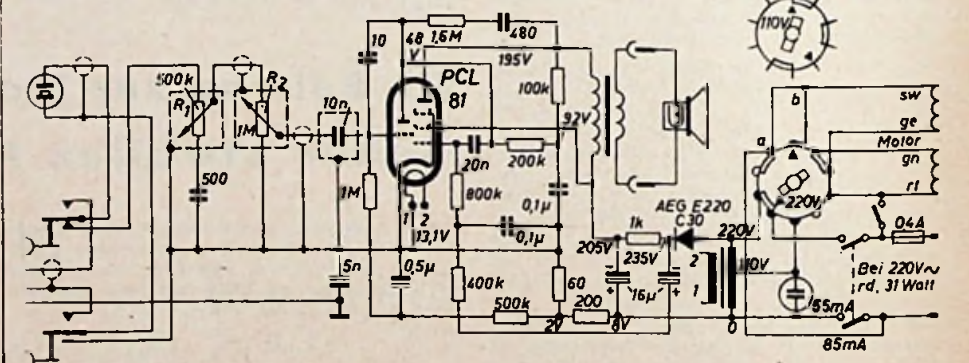 110V
500k
R1
R2
1M
500
10n
10
48
V
1,6M
480
195V
PCL
81
100k
92V
200k
20n
800k
1M
1 2
13,1V
0,1µ
0,1µ
5n
0,5µ
400k
500k
60
200
2V
8V
205V
1k
235V
16µ
AEG E220
C30
220V
2
1
110V
0
b
a
220V
sw
ge
Motor
gn
rt
0,4A
Bei 220V~
rd. 31 Watt
55mA
85mA